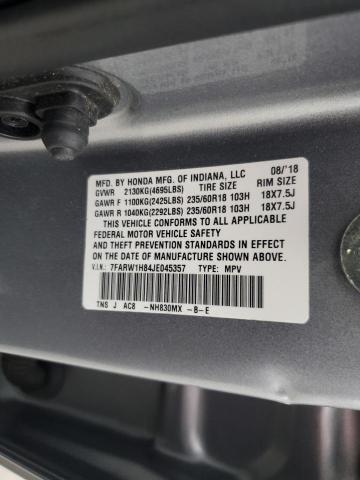 MFD. BY HONDA MFG. OF INDIANA, LLC 08/'18
GVWR 2130KG(4695LBS) TIRE SIZE RIM SIZE
GAWR F 1100KG(2425LBS) 235/60R18 103H 18X7.5J
GAWR R 1040KG(2292LBS) 235/60R18 103H 18X7.5J
THIS VEHICLE CONFORMS TO ALL APPLICABLE
FEDERAL MOTOR VEHICLE SAFETY AND
THEFT PREVENTION STANDARDS IN EFFECT ON
THE DATE OF MANUFACTURE SHOWN ABOVE.
V.I.N.: 7FARW1H84JE045357 TYPE: MPV
TNS J AC8 -NH830MX -B-E